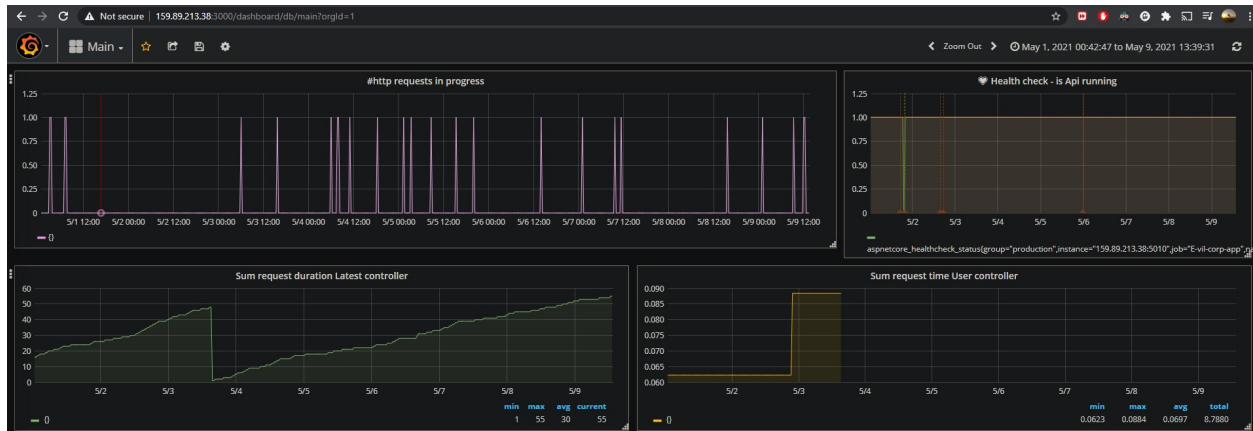 Not secure | 159.89.213.38:3000/dashboard/db/main?orgId=1
Main
Zoom Out
May 1, 2021 00:42:47 to May 9, 2021 13:39:31
#http requests in progress
1.25
1.00
0.75
0.50
0.25
0
5/1 12:00 5/2 00:00 5/2 12:00 5/3 00:00 5/3 12:00 5/4 00:00 5/4 12:00 5/5 00:00 5/5 12:00 5/6 00:00 5/6 12:00 5/7 00:00 5/7 12:00 5/8 00:00 5/8 12:00 5/9 00:00 5/9 12:00
{}
Health check - is Api running
1.25
1.00
0.75
0.50
0.25
0
5/2 5/3 5/4 5/5 5/6 5/7 5/8 5/9
aspnetcore_healthcheck_status{group="production",instance="159.89.213.38:5010",job="E-vil-corp-app",n
Sum request duration Latest controller
60
50
40
30
20
10
0
5/2 5/3 5/4 5/5 5/6 5/7 5/8 5/9
min max avg current
{} 1 55 30 55
Sum request time User controller
0.090
0.085
0.080
0.075
0.070
0.065
0.060
5/2 5/3 5/4 5/5 5/6 5/7 5/8 5/9
min max avg total
{} 0.0623 0.0884 0.0697 8.7880